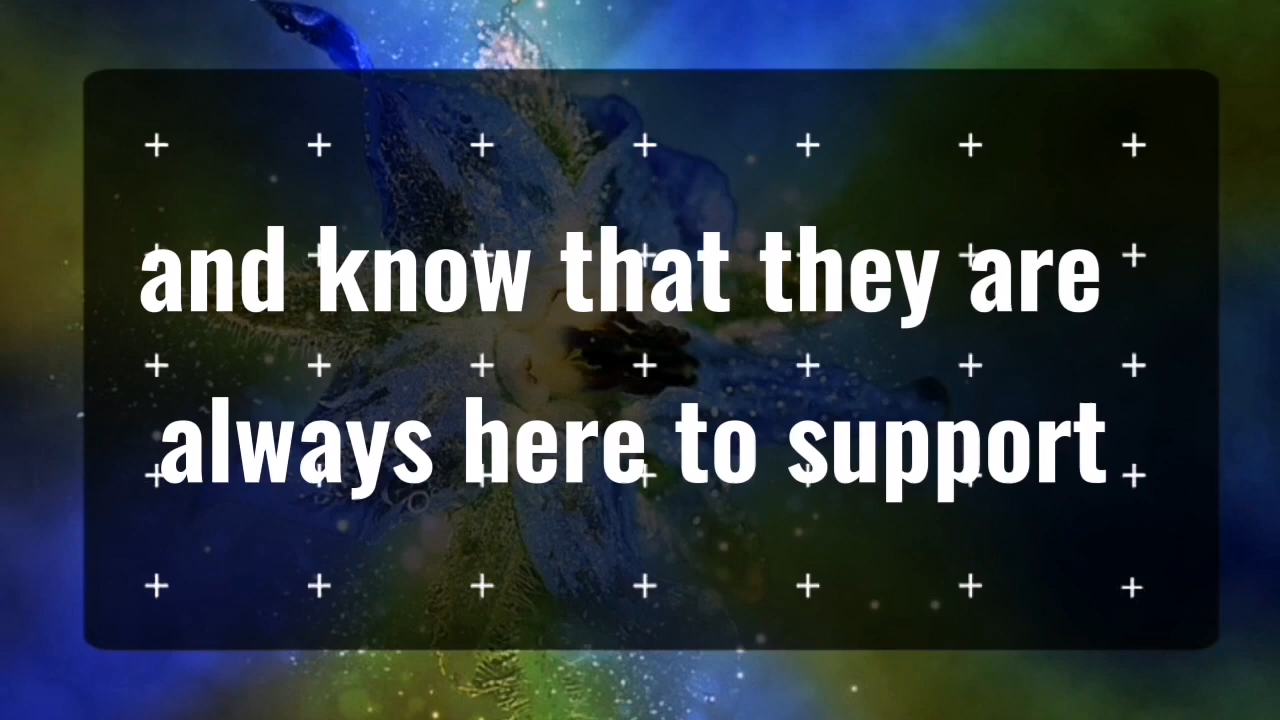 and know that they are
always here to support